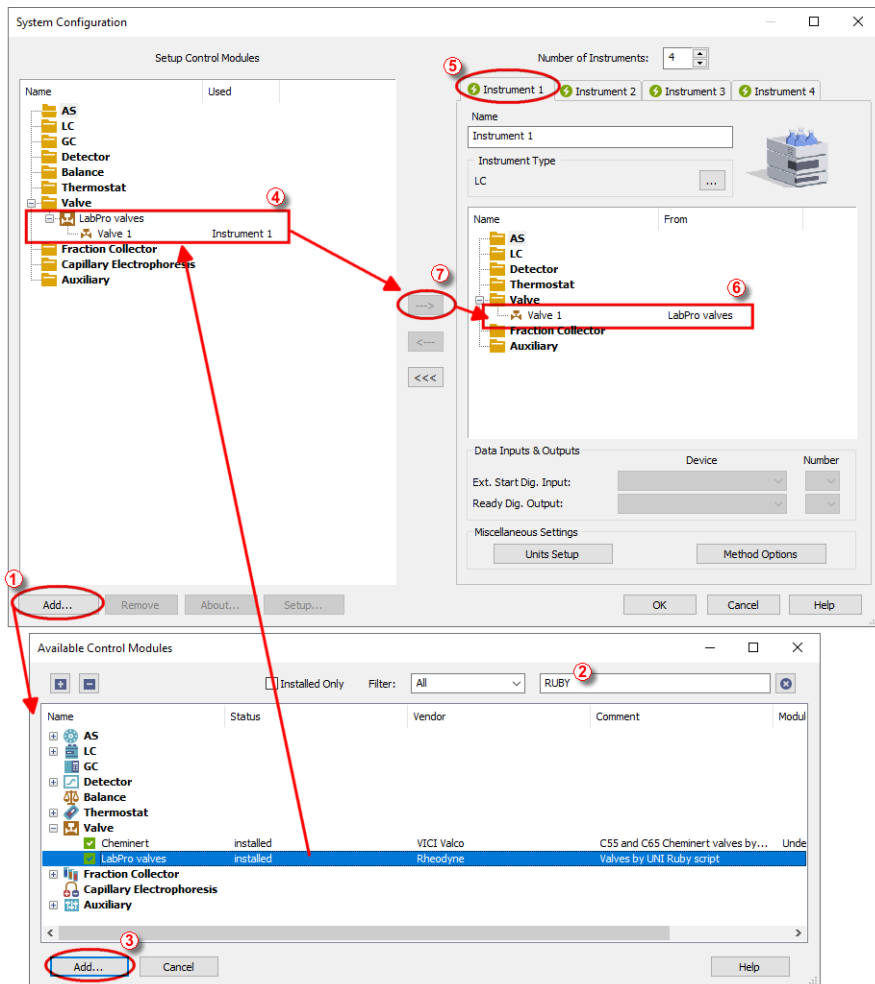 System Configuration
Setup Control Modules
Number of Instruments: 4
Name Used
AS
LC
GC
Detector
Balance
Thermostat
Valve
4
LabPro valves
Valve 1 Instrument 1
Fraction Collector
Capillary Electrophoresis
Auxiliary
7
--->
<---
<<<
5
Instrument 1 Instrument 2 Instrument 3 Instrument 4
Name
Instrument 1
Instrument Type
LC ...
Name From
AS
LC
Detector
Thermostat
6
Valve
Valve 1 LabPro valves
Fraction Collector
Auxiliary
Data Inputs & Outputs
Device Number
Ext. Start Dig. Input:
Ready Dig. Output:
Miscellaneous Settings
Units Setup Method Options
1
Add... Remove About... Setup... OK Cancel Help
Available Control Modules
2
Installed Only Filter: All RUBY
Name Status Vendor Comment Modul
AS
LC
GC
Detector
Balance
Thermostat
Valve
Cheminert installed VICI Valco C55 and C65 Cheminert valves by... Unde
LabPro valves installed Rheodyne Valves by UNI Ruby script
Fraction Collector
Capillary Electrophoresis
Auxiliary
3
Add... Cancel Help